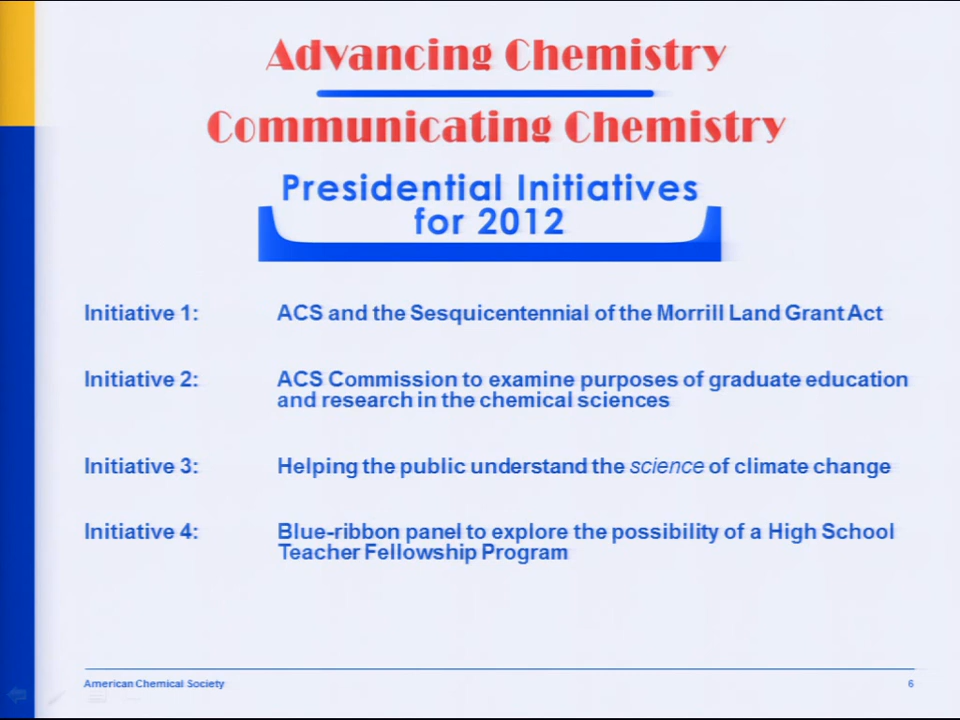 Advancing Chemistry
Communicating Chemistry
Presidential Initiatives
for 2012
Initiative 1: ACS and the Sesquicentennial of the Morrill Land Grant Act
Initiative 2: ACS Commission to examine purposes of graduate education
and research in the chemical sciences
Initiative 3: Helping the public understand the science of climate change
Initiative 4: Blue-ribbon panel to explore the possibility of a High School
Teacher Fellowship Program
American Chemical Society 6